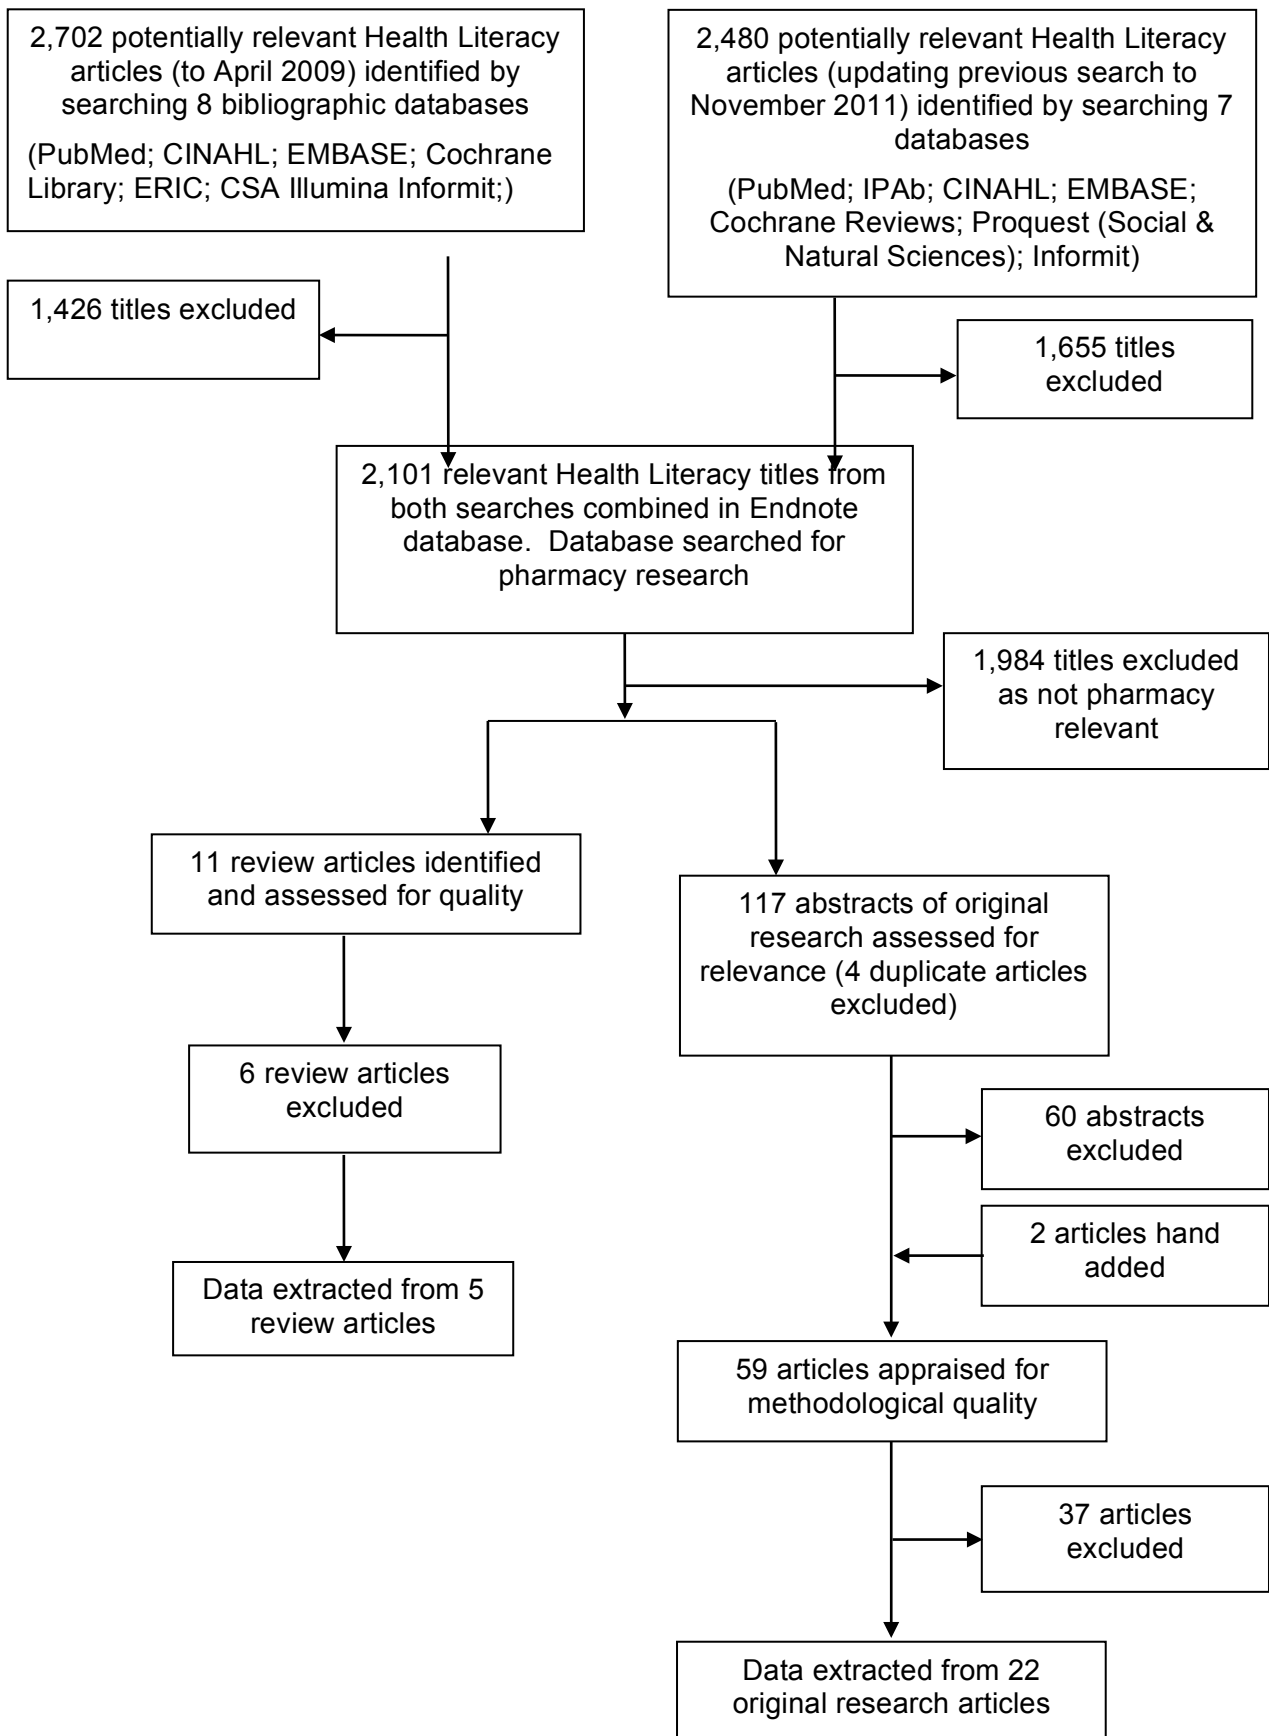 2,702 potentially relevant Health Literacy
articles (to April 2009) identified by
searching 8 bibliographic databases
(PubMed; CINAHL; EMBASE; Cochrane
Library; ERIC; CSA Illumina Informit;)
2,480 potentially relevant Health Literacy
articles (updating previous search to
November 2011) identified by searching 7
databases
(PubMed; IPAb; CINAHL; EMBASE;
Cochrane Reviews; Proquest (Social &
Natural Sciences); Informit)
1,426 titles excluded
1,655 titles
excluded
2,101 relevant Health Literacy titles from
both searches combined in Endnote
database.  Database searched for
pharmacy research
1,984 titles excluded
as not pharmacy
relevant
11 review articles identified
and assessed for quality
117 abstracts of original
research assessed for
relevance (4 duplicate articles
excluded)
6 review articles
excluded
60 abstracts
excluded
2 articles hand
added
Data extracted from 5
review articles
59 articles appraised for
methodological quality
37 articles
excluded
Data extracted from 22
original research articles